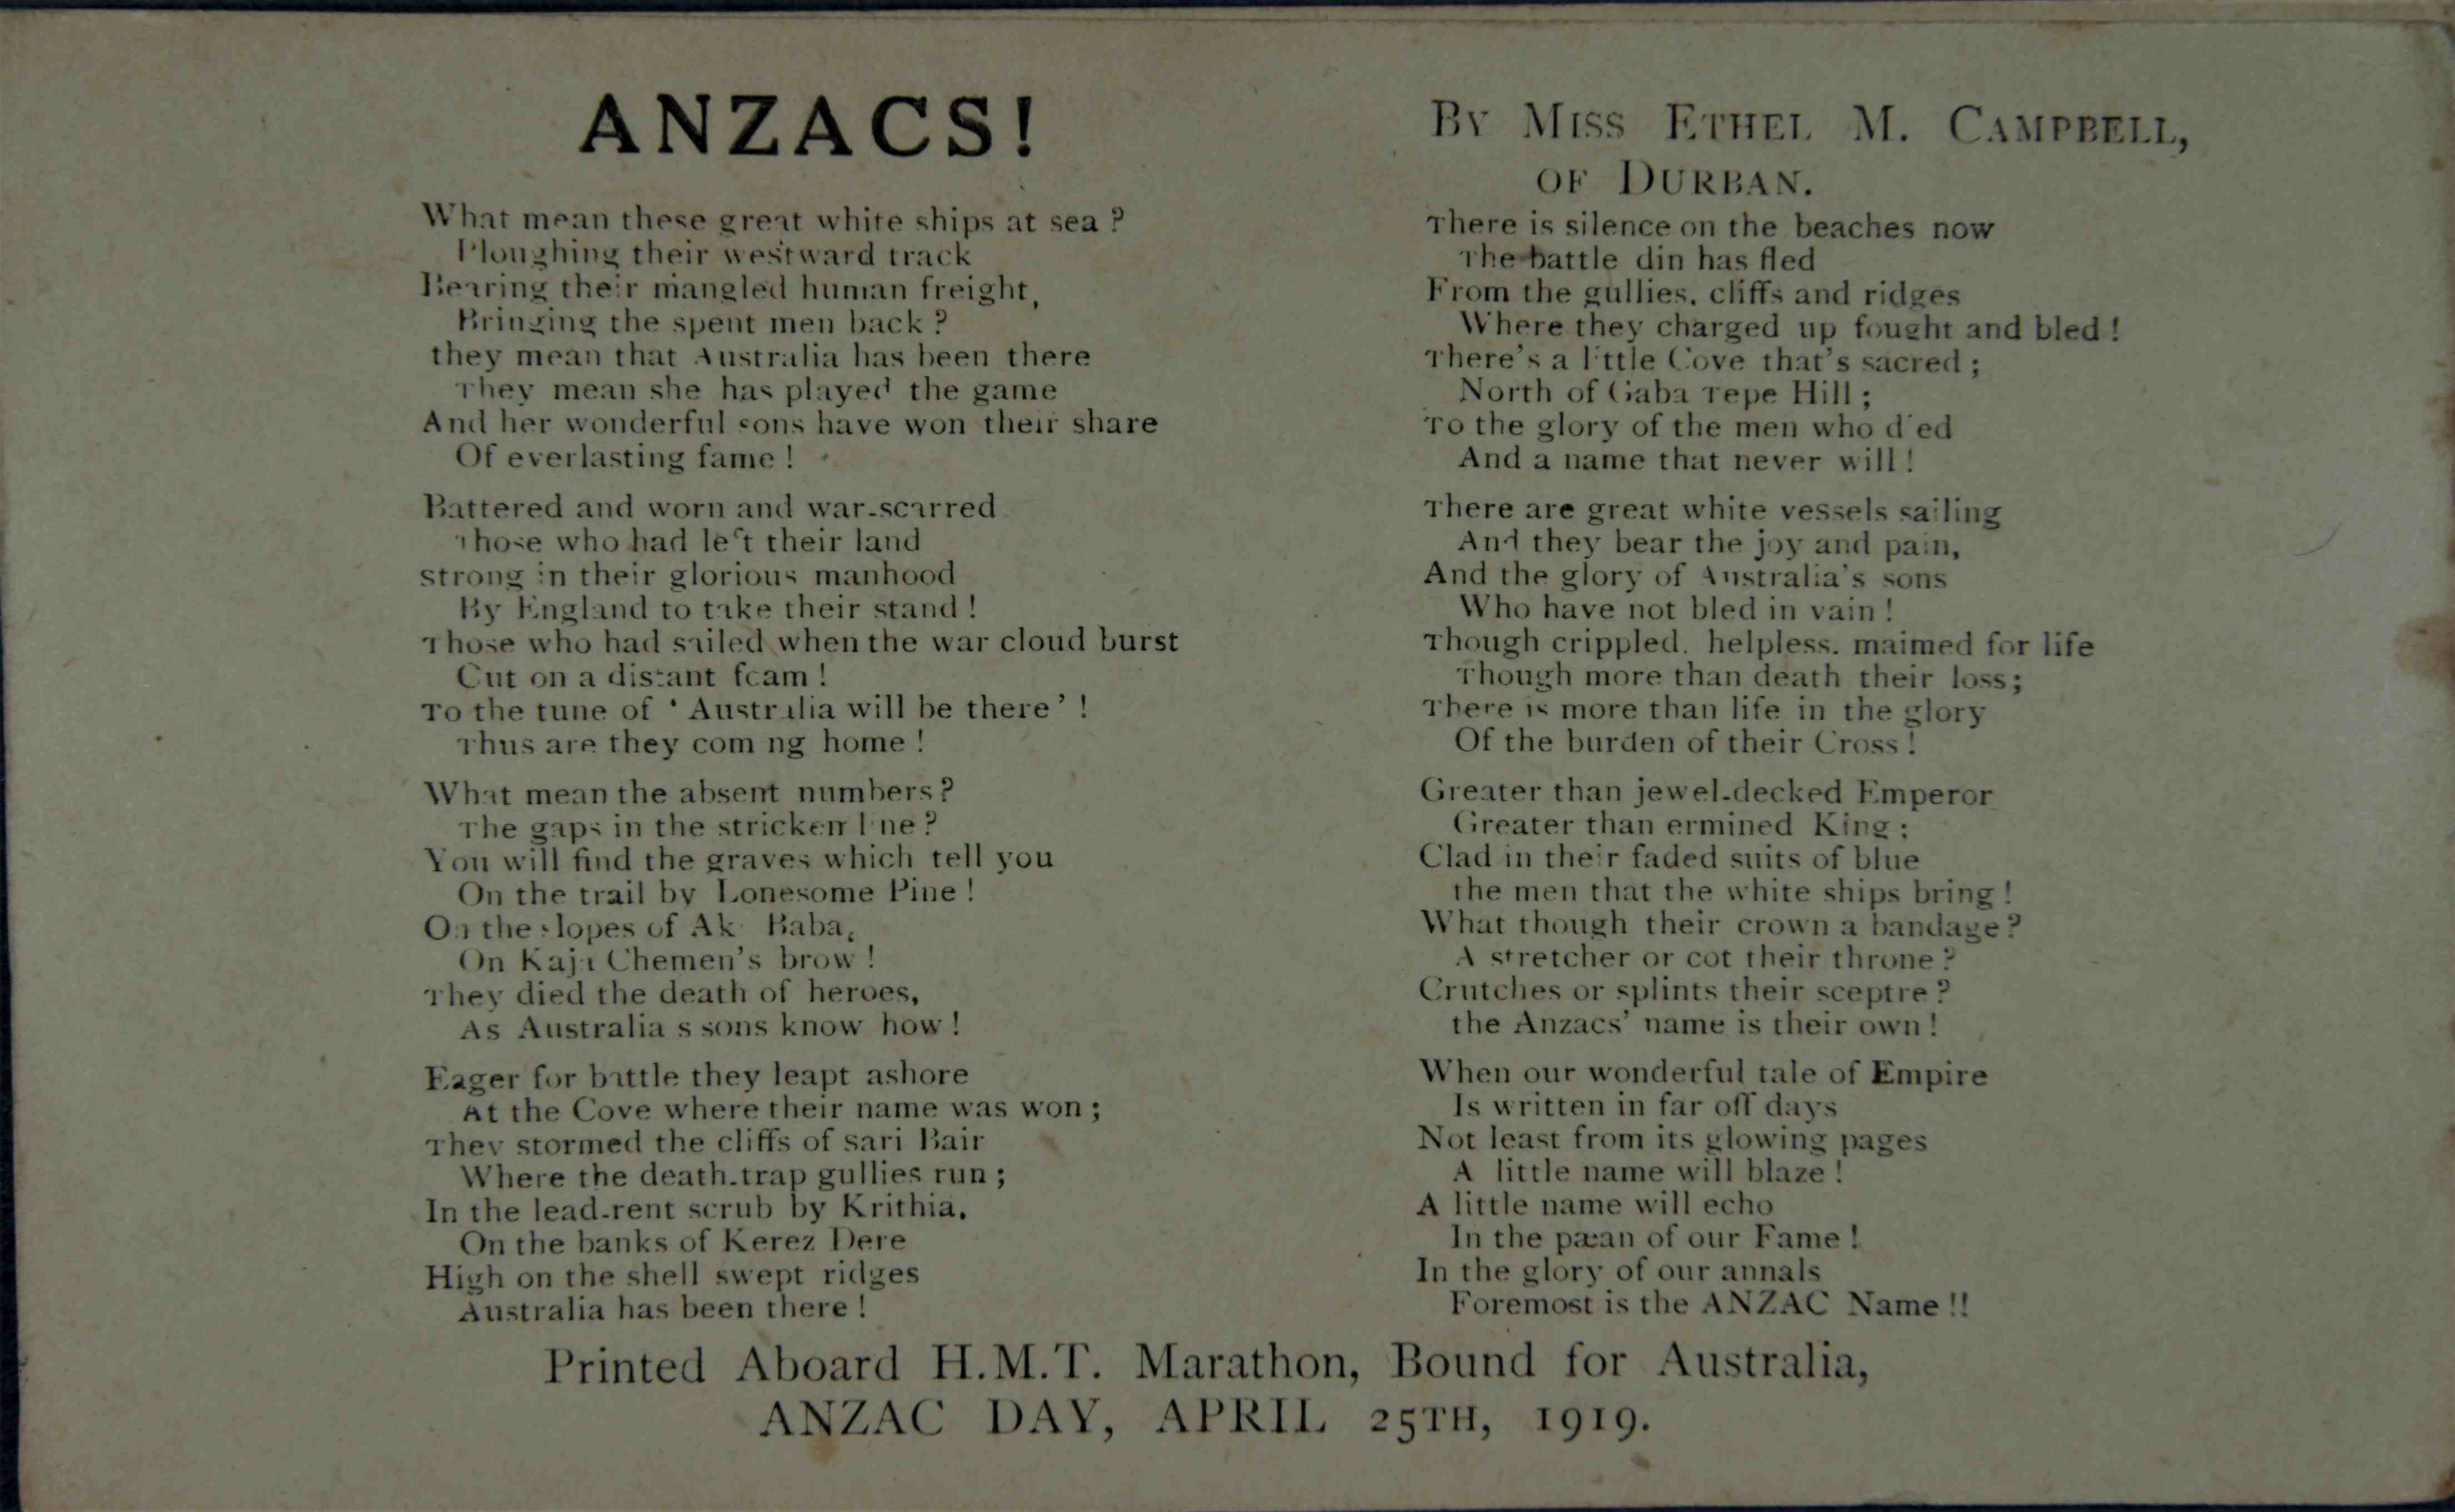 ANZACS!
What mean these great white ships at sea ?
Ploughing their westward track
Bearing their mangled human freight,
Bringing the spent men back ?
they mean that Australia has been there
They mean she has played the game
And her wonderful sons have won their share
Of everlasting fame !
Battered and worn and war-scarred
Those who had left their land
strong in their glorious manhood
By England to take their stand !
Those who had sailed when the war cloud burst
Cut on a distant fcam !
To the tune of ' Australia will be there ' !
Thus are they com ng home !
What mean the absent numbers ?
The gaps in the stricken l ne ?
You will find the graves which tell you
On the trail by Lonesome Pine !
On the slopes of Ak Baba,
On Kaji Chemen's brow !
They died the death of heroes,
As Australia s sons know how !
Eager for battle they leapt ashore
At the Cove where their name was won ;
They stormed the cliffs of sari Bair
Where the death-trap gullies run ;
In the lead-rent scrub by Krithia.
On the banks of Kerez Dere
High on the shell swept ridges
Australia has been there !
By Miss Ethel M. Campbell,
of Durban.
There is silence on the beaches now
The battle din has fled
From the gullies. cliffs and ridges
Where they charged up fought and bled !
There's a little Cove that's sacred ;
North of Gaba Tepe Hill ;
To the glory of the men who died
And a name that never will !
There are great white vessels sailing
And they bear the joy and pain,
And the glory of Australia's sons
Who have not bled in vain !
Though crippled. helpless. maimed for life
Though more than death their loss;
There is more than life in the glory
Of the burden of their Cross !
Greater than jewel-decked Emperor
Greater than ermined King ;
Clad in their faded suits of blue
the men that the white ships bring !
What though their crown a bandage ?
A stretcher or cot their throne ?
Crutches or splints their sceptre ?
the Anzacs' name is their own !
When our wonderful tale of Empire
Is written in far off days
Not least from its glowing pages
A little name will blaze !
A little name will echo
In the pæan of our Fame !
In the glory of our annals
Foremost is the ANZAC Name !!
Printed Aboard H.M.T. Marathon, Bound for Australia,
ANZAC DAY, APRIL 25TH, 1919.